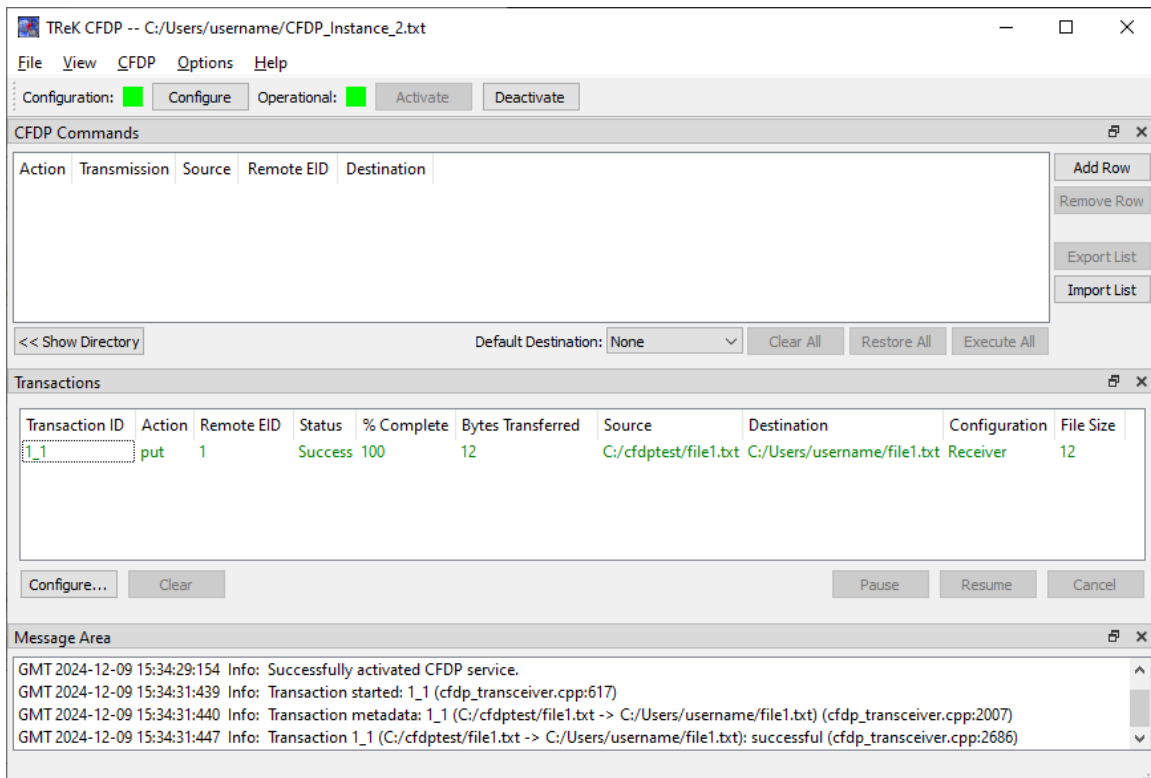 TReK CFDP -- C:/Users/username/CFDP_Instance_2.txt
File View CFDP Options Help
Configuration: Configure Operational: Activate Deactivate
CFDP Commands
Action Transmission Source Remote EID Destination
Add Row
Remove Row
Export List
Import List
<< Show Directory Default Destination: None Clear All Restore All Execute All
Transactions
Transaction ID Action Remote EID Status % Complete Bytes Transferred Source Destination Configuration File Size
1_1 put 1 Success 100 12 C:/cfdptest/file1.txt C:/Users/username/file1.txt Receiver 12
Configure... Clear Pause Resume Cancel
Message Area
GMT 2024-12-09 15:34:29:154 Info: Successfully activated CFDP service.
GMT 2024-12-09 15:34:31:439 Info: Transaction started: 1_1 (cfdp_transceiver.cpp:617)
GMT 2024-12-09 15:34:31:440 Info: Transaction metadata: 1_1 (C:/cfdptest/file1.txt -> C:/Users/username/file1.txt) (cfdp_transceiver.cpp:2007)
GMT 2024-12-09 15:34:31:447 Info: Transaction 1_1 (C:/cfdptest/file1.txt -> C:/Users/username/file1.txt): successful (cfdp_transceiver.cpp:2686)